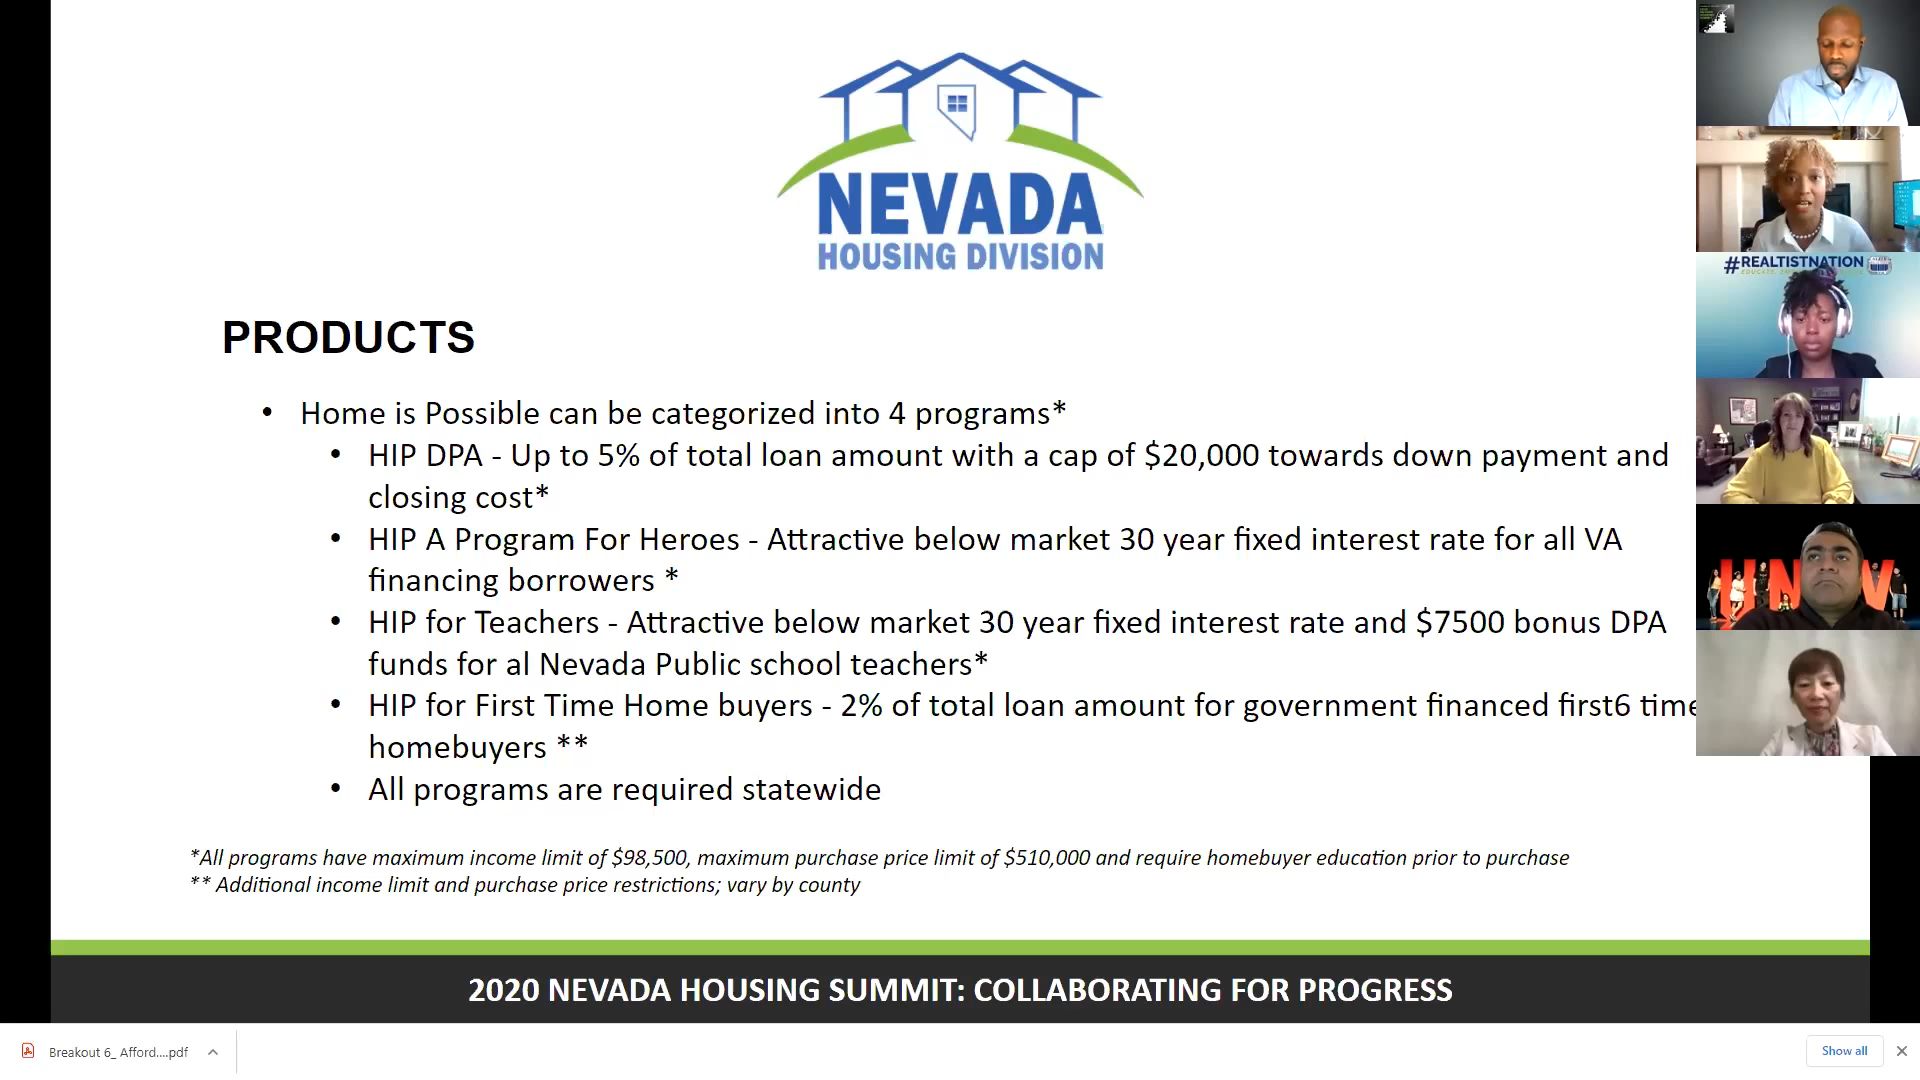 NEVADA
HOUSING DIVISION
PRODUCTS
• Home is Possible can be categorized into 4 programs*
• HIP DPA - Up to 5% of total loan amount with a cap of $20,000 towards down payment and
closing cost*
• HIP A Program For Heroes - Attractive below market 30 year fixed interest rate for all VA
financing borrowers *
• HIP for Teachers - Attractive below market 30 year fixed interest rate and $7500 bonus DPA
funds for al Nevada Public school teachers*
• HIP for First Time Home buyers - 2% of total loan amount for government financed first6 time
homebuyers **
• All programs are required statewide
*All programs have maximum income limit of $98,500, maximum purchase price limit of $510,000 and require homebuyer education prior to purchase
** Additional income limit and purchase price restrictions; vary by county
2020 NEVADA HOUSING SUMMIT: COLLABORATING FOR PROGRESS
#REALTISTNATION
Breakout 6_ Afford....pdf
Show all